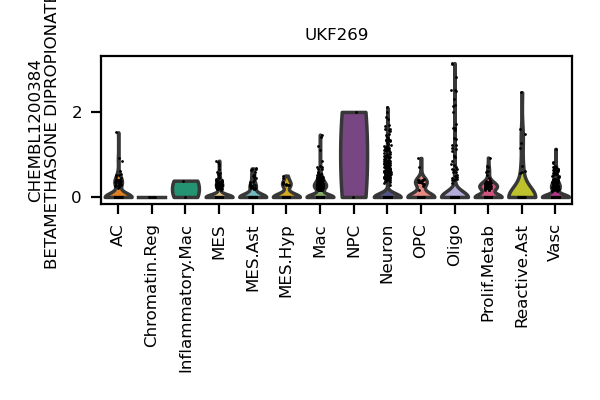 UKF269
CHEMBL1200384
BETAMETHASONE DIPROPIONATE
2
0
AC
Chromatin.Reg
Inflammatory.Mac
MES
MES.Ast
MES.Hyp
Mac
NPC
Neuron
OPC
Oligo
Prolif.Metab
Reactive.Ast
Vasc